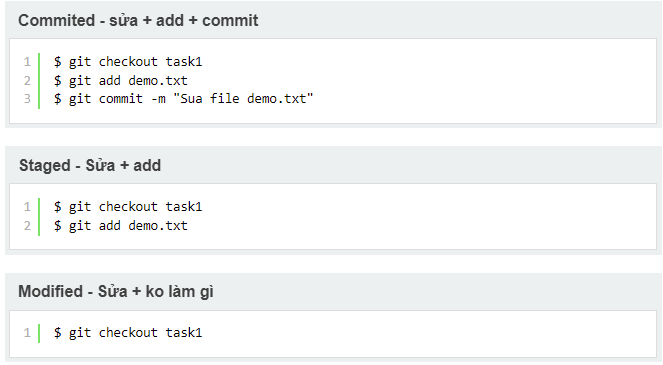 Commited - sửa + add + commit
1 $ git checkout task1
2 $ git add demo.txt
3 $ git commit -m "Sua file demo.txt"
Staged - Sửa + add
1 $ git checkout task1
2 $ git add demo.txt
Modified - Sửa + ko làm gì
1 $ git checkout task1